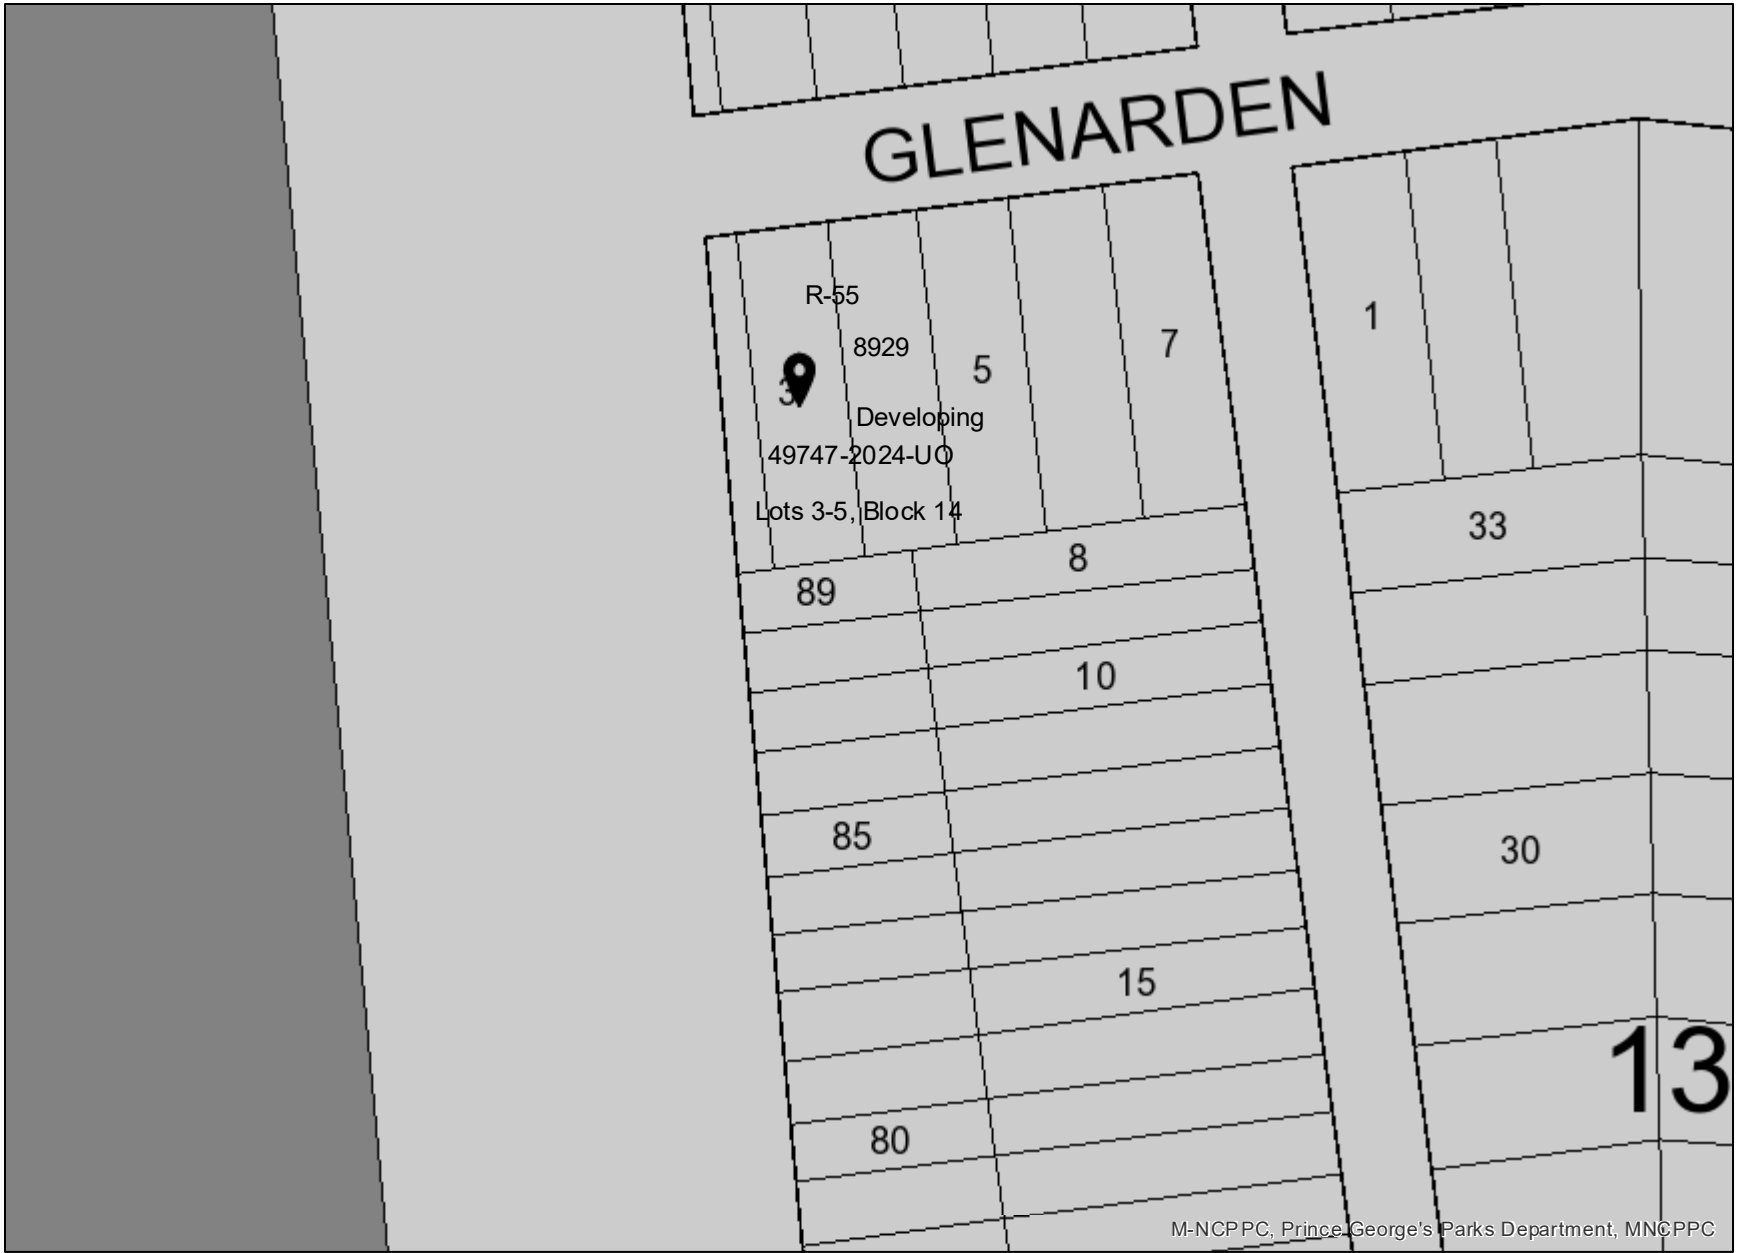 GLENARDEN
R-55
8929
1
7
5
3
Developing
49747-2024-UO
Lots 3-5, Block 14
33
8
89
10
85
30
15
13
80
M-NCPPC, Prince George's Parks Department, MNCPPC